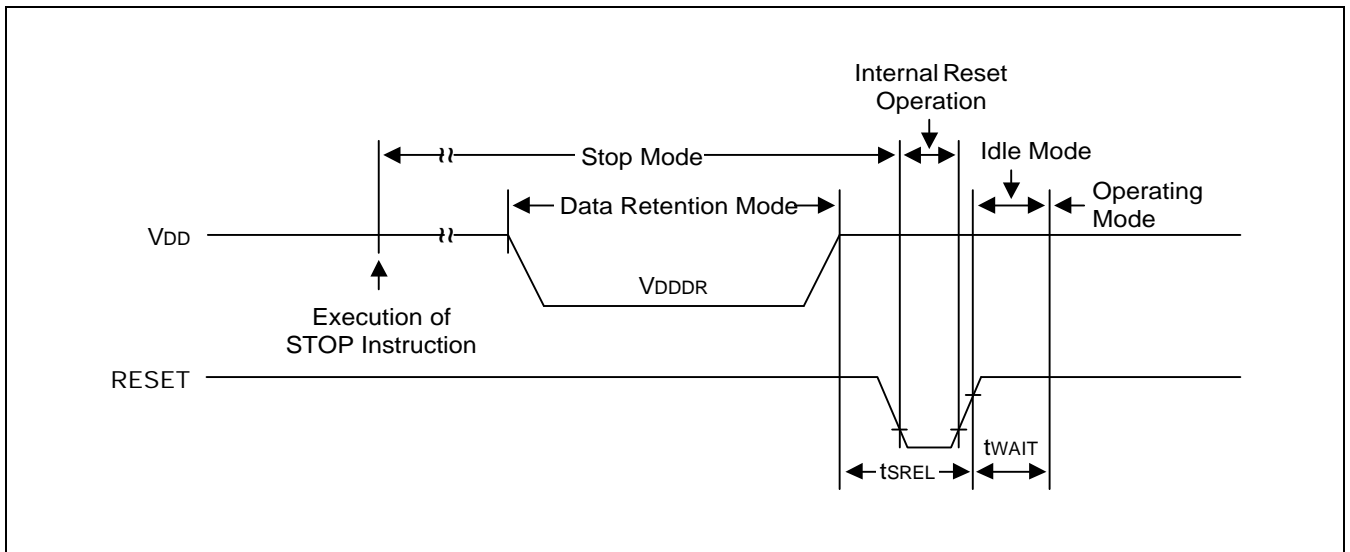 Internal Reset
Operation
Stop Mode
Idle Mode
Data Retention Mode
Operating
Mode
VDD
VDDDR
Execution of
STOP Instruction
RESET
tSREL
tWAIT